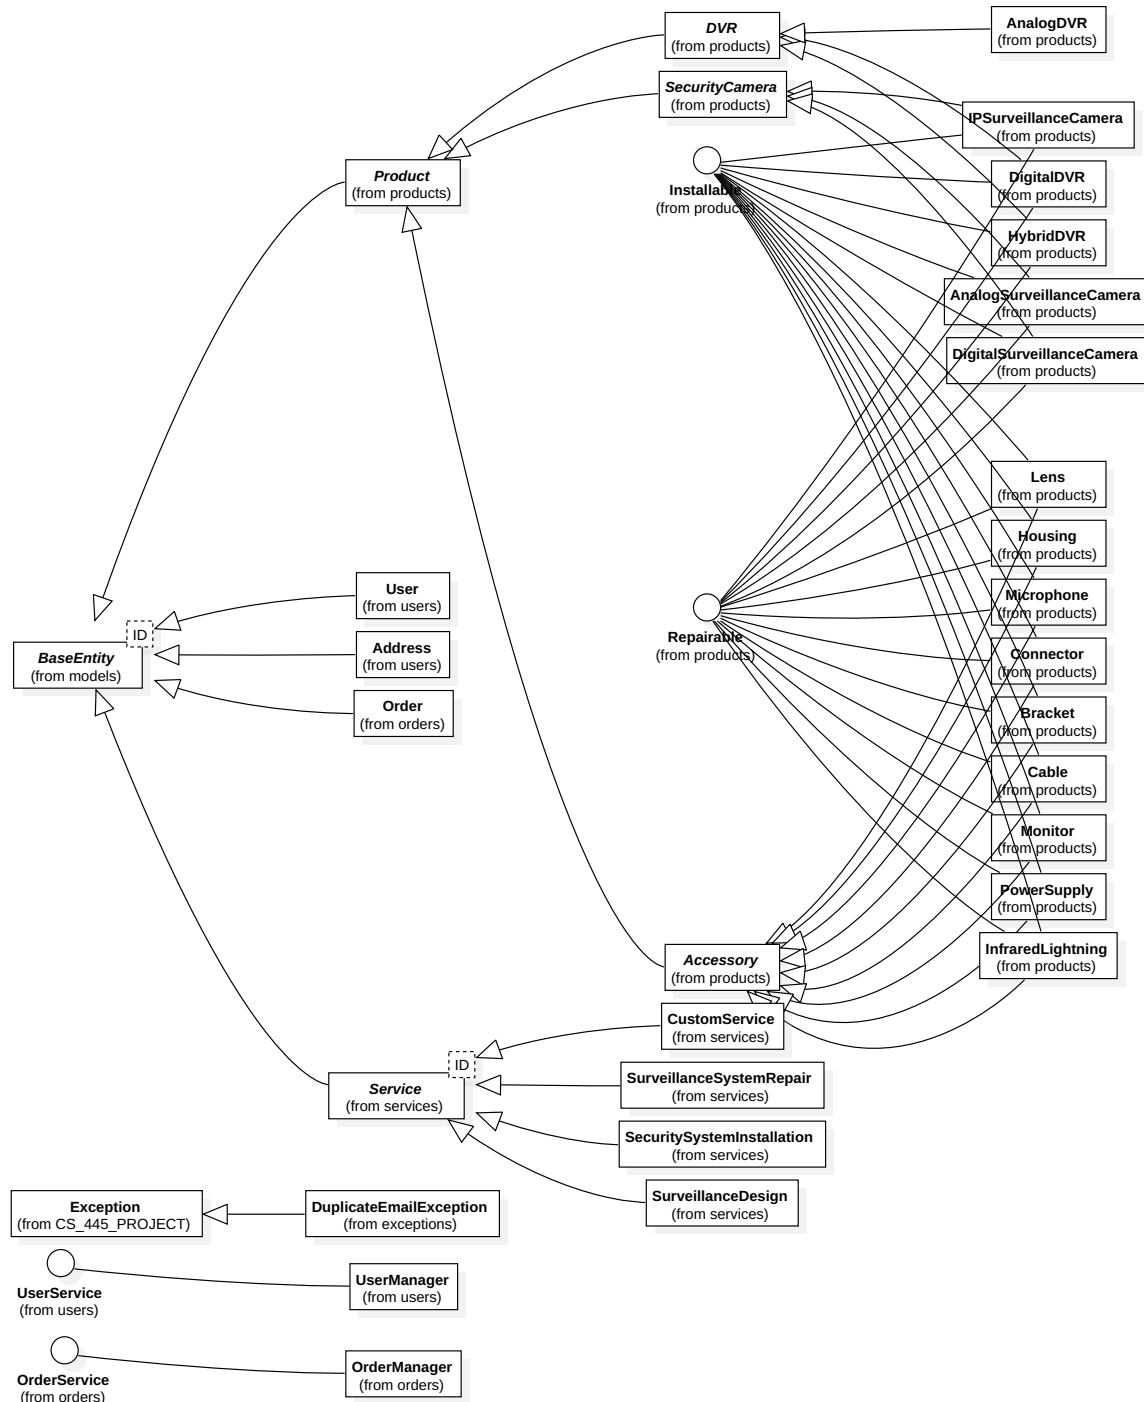 DVR
(from products)
AnalogDVR
(from products)
SecurityCamera
(from products)
IPSurveillanceCamera
(from products)
Product
(from products)
Installable
(from products)
DigitalDVR
(from products)
HybridDVR
(from products)
AnalogSurveillanceCamera
(from products)
DigitalSurveillanceCamera
(from products)
Lens
(from products)
Housing
(from products)
Microphone
(from products)
Repairable
(from products)
Connector
(from products)
Bracket
(from products)
Cable
(from products)
Monitor
(from products)
PowerSupply
(from products)
InfraredLightning
(from products)
User
(from users)
ID
BaseEntity
(from models)
Address
(from users)
Order
(from orders)
Accessory
(from products)
CustomService
(from services)
ID
Service
(from services)
SurveillanceSystemRepair
(from services)
SecuritySystemInstallation
(from services)
SurveillanceDesign
(from services)
Exception
(from CS_445_PROJECT)
DuplicateEmailException
(from exceptions)
UserService
(from users)
UserManager
(from users)
OrderService
(from orders)
OrderManager
(from orders)